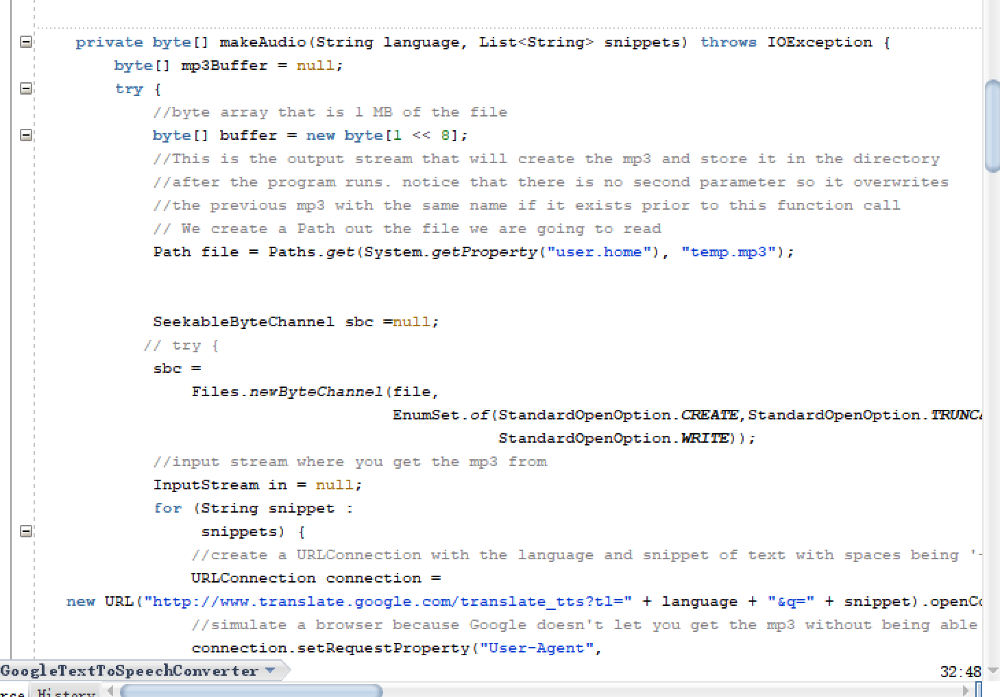 private byte[] makeAudio(String language, List<String> snippets) throws IOException {
byte[] mp3Buffer = null;
try {
//byte array that is 1 MB of the file
byte[] buffer = new byte[1 << 8];
//This is the output stream that will create the mp3 and store it in the directory
//after the program runs. notice that there is no second parameter so it overwrites
//the previous mp3 with the same name if it exists prior to this function call
// We create a Path out the file we are going to read
Path file = Paths.get(System.getProperty("user.home"), "temp.mp3");
SeekableByteChannel sbc =null;
// try {
sbc =
Files.newByteChannel(file,
EnumSet.of(StandardOpenOption.CREATE,StandardOpenOption.
StandardOpenOption.WRITE));
//input stream where you get the mp3 from
InputStream in = null;
for (String snippet :
snippets) {
//create a URLConnection with the language and snippet of text with spaces being '
URLConnection connection =
new URL("http://www.translate.google.com/translate_tts?tl=" + language + "&q=" + snippet).
//simulate a browser because Google doesn't let you get the mp3 without being able
connection.setRequestProperty("User-Agent",
GoogleTextToSpeechConverter
32:48
History